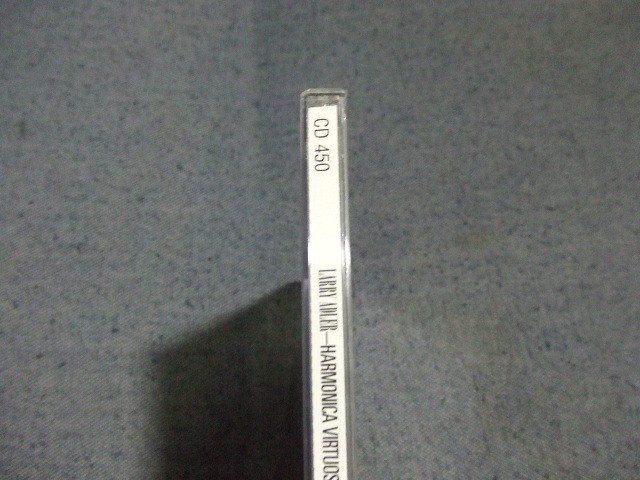 CD 450
LARRY ADLER—HARMONICA VIRTUOS